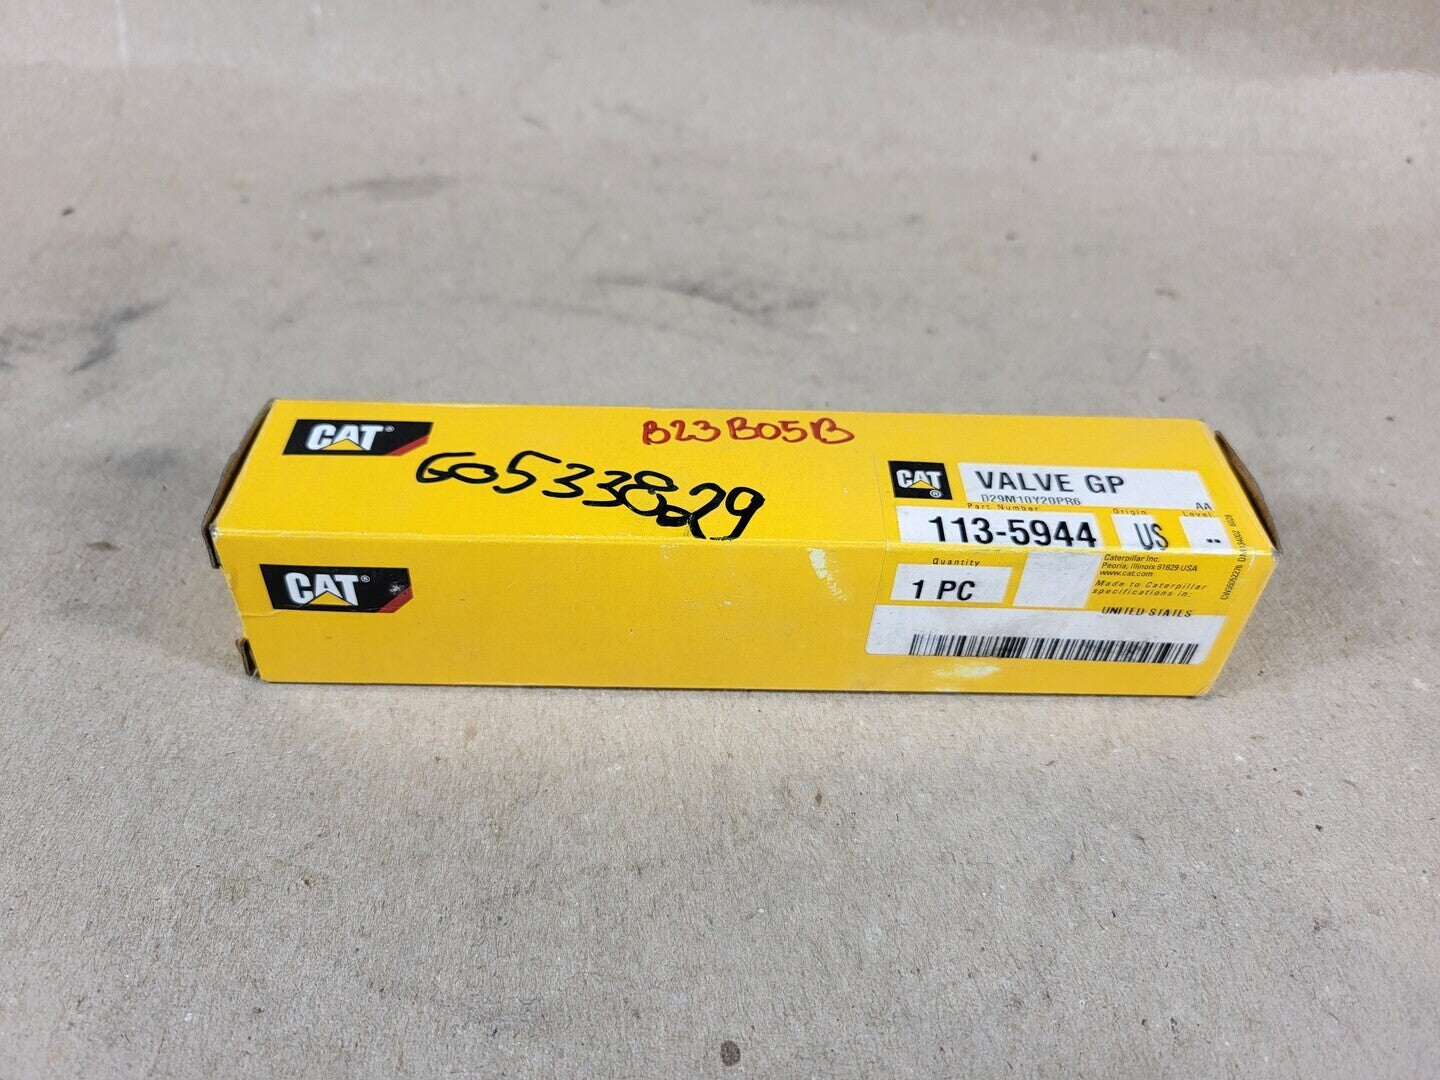 CAT®
B23B05B
60533829
CAT®
VALVE GP
D29M10Y20PR6
AA
Part Number
Origin
Level
113-5944
US
--
CAT®
Quantity
1 PC
Caterpillar Inc.
Peoria, Illinois 61629 USA
www.cat.com
Made to Caterpillar
specifications in:
UNITED STATES